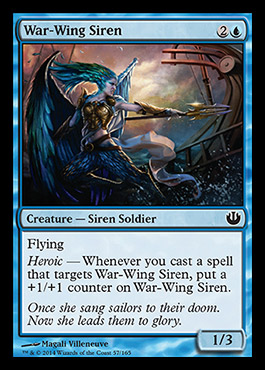 War-Wing Siren 2
Creature — Siren Soldier
Flying
Heroic — Whenever you cast a spell
that targets War-Wing Siren, put a
+1/+1 counter on War-Wing Siren.
Once she sang sailors to their doom.
Now she leads them to glory.
1/3
Magali Villeneuve
™ & © 2014 Wizards of the Coast 57/165